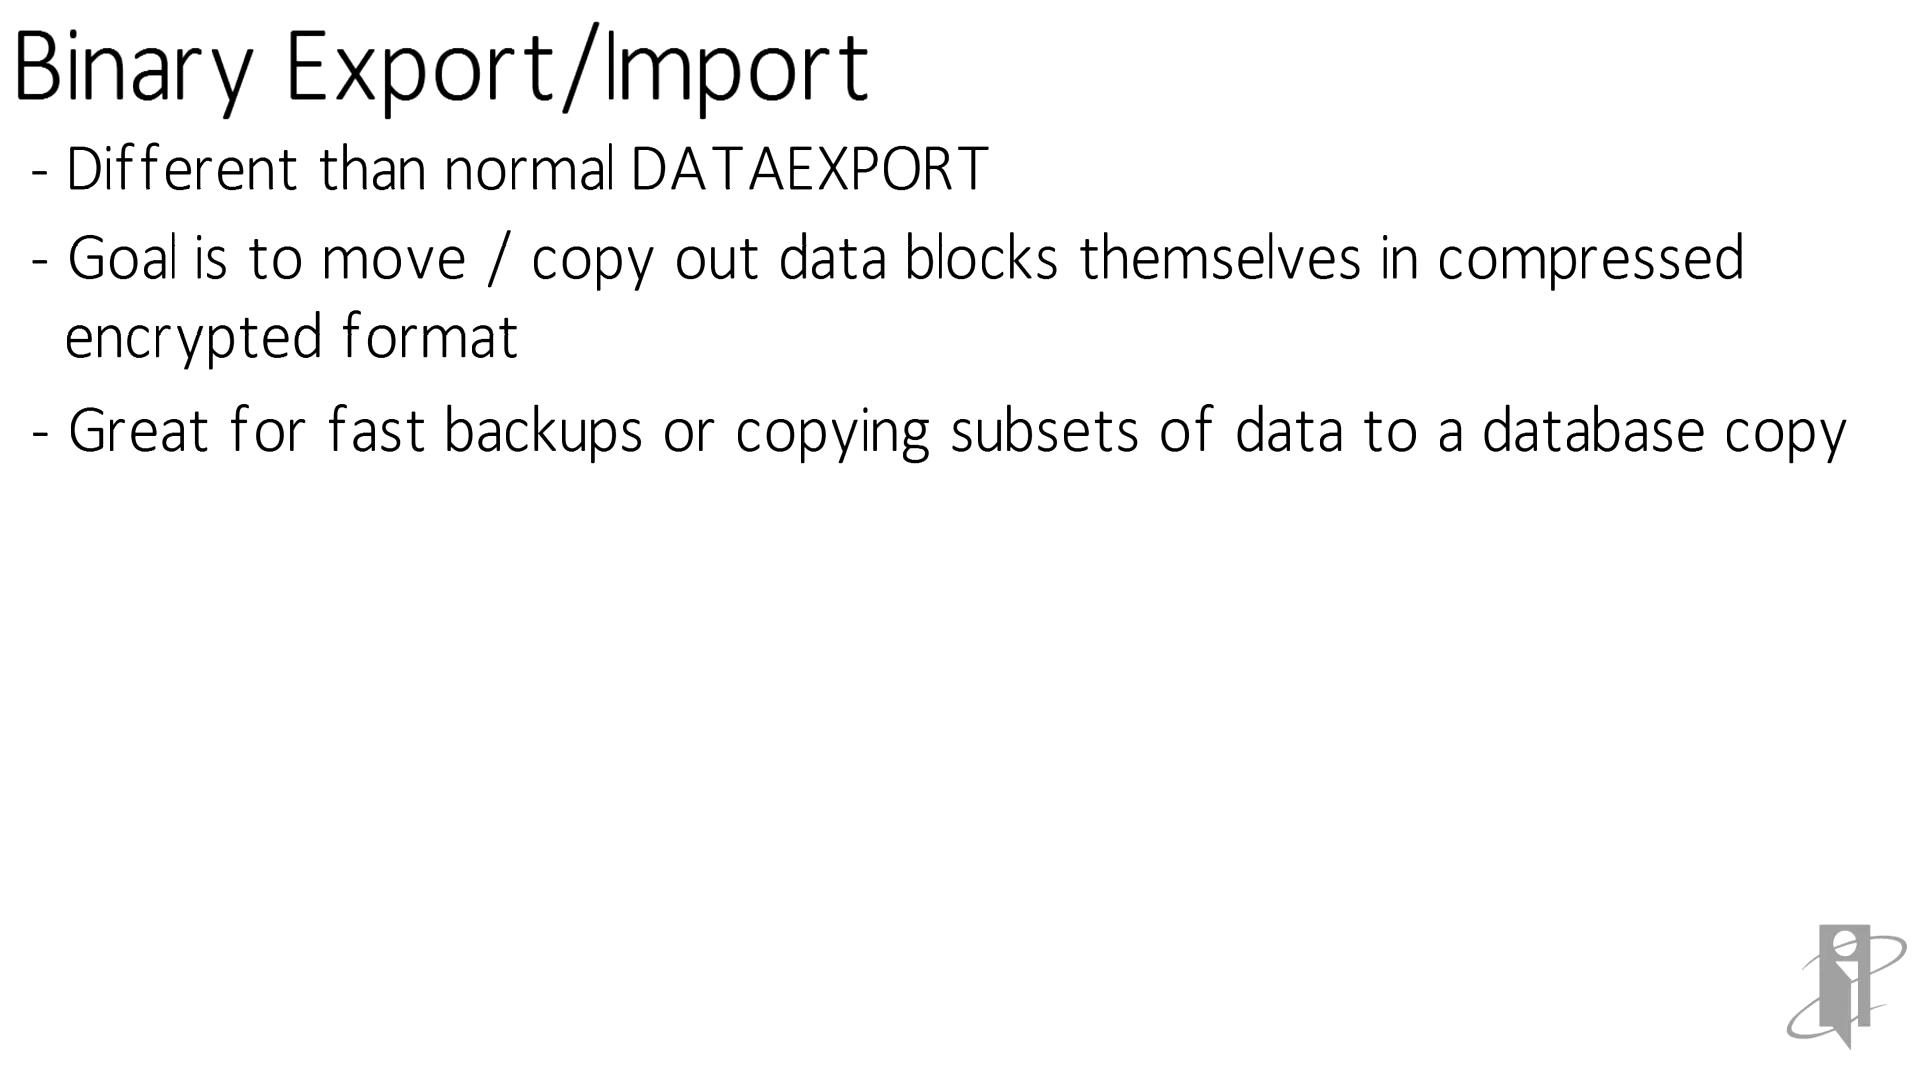 Binary Export/Import
- Different than normal DATAEXPORT
- Goal is to move / copy out data blocks themselves in compressed
encrypted format
- Great for fast backups or copying subsets of data to a database copy